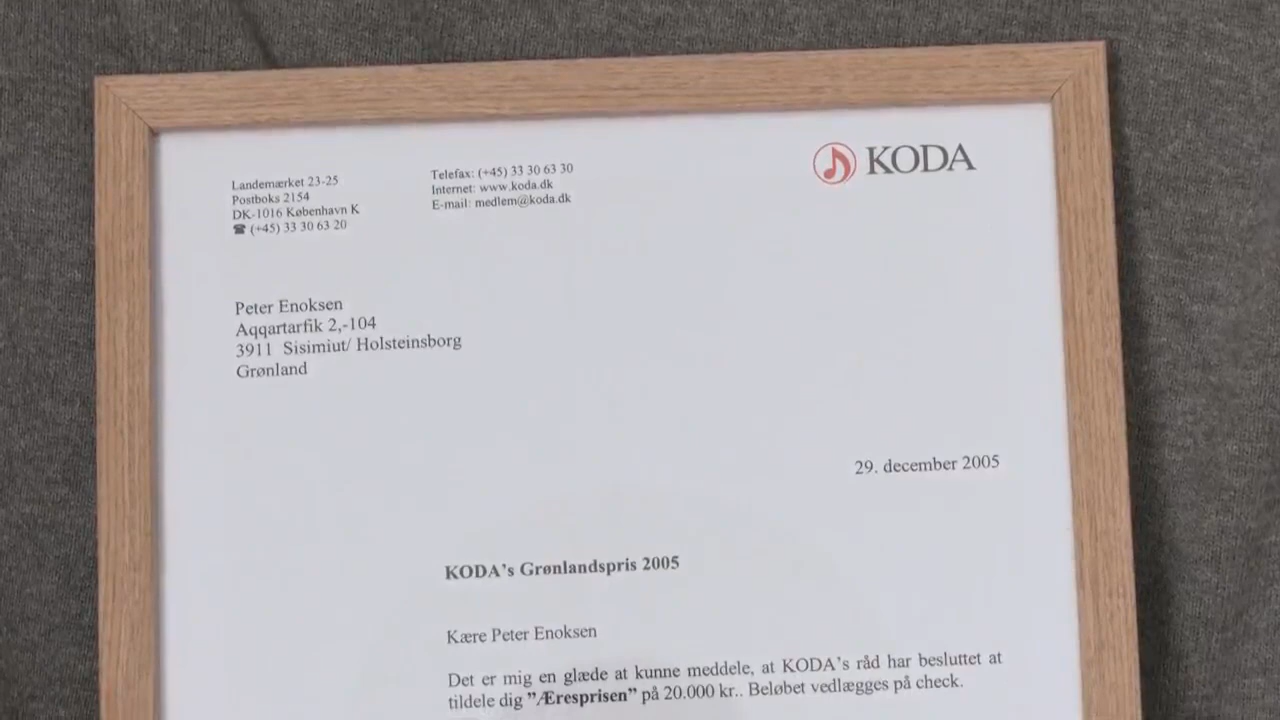 KODA
Landemærket 23-25
Postboks 2154
DK-1016 København K
☎ (+45) 33 30 63 20
Telefax: (+45) 33 30 63 30
Internet: www.koda.dk
E-mail: medlem@koda.dk
Peter Enoksen
Aqqartarfik 2,-104
3911 Sisimiut/ Holsteinsborg
Grønland
29. december 2005
KODA's Grønlandspris 2005
Kære Peter Enoksen
Det er mig en glæde at kunne meddele, at KODA's råd har besluttet at
tildele dig ”Æresprisen” på 20.000 kr.. Beløbet vedlægges på check.